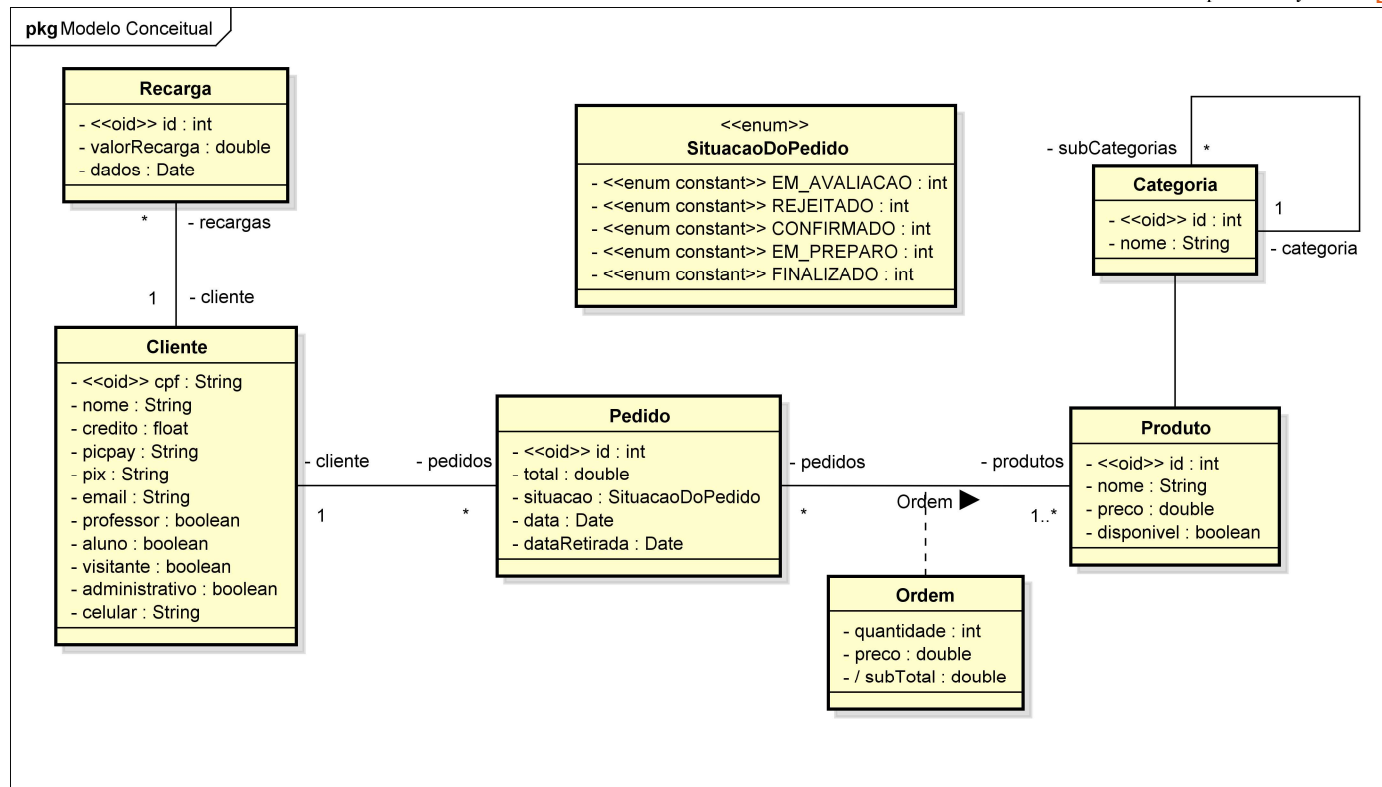 pkg Modelo Conceitual
Recarga
- <<oid>> id : int
- valorRecarga : double
- dados : Date
* - recargas
1 - cliente
Cliente
- <<oid>> cpf : String
- nome : String
- credito : float
- picpay : String
- pix : String
- email : String
- professor : boolean
- aluno : boolean
- visitante : boolean
- administrativo : boolean
- celular : String
- cliente
1
- pedidos
*
<<enum>>
SituacaoDoPedido
- <<enum constant>> EM_AVALIACAO : int
- <<enum constant>> REJEITADO : int
- <<enum constant>> CONFIRMADO : int
- <<enum constant>> EM_PREPARO : int
- <<enum constant>> FINALIZADO : int
Pedido
- <<oid>> id : int
- total : double
- situacao : SituacaoDoPedido
- data : Date
- dataRetirada : Date
- pedidos
*
Ordem
- produtos
1..*
Ordem
- quantidade : int
- preco : double
- / subTotal : double
- subCategorias *
Categoria
- <<oid>> id : int
- nome : String
1
- categoria
Produto
- <<oid>> id : int
- nome : String
- preco : double
- disponivel : boolean